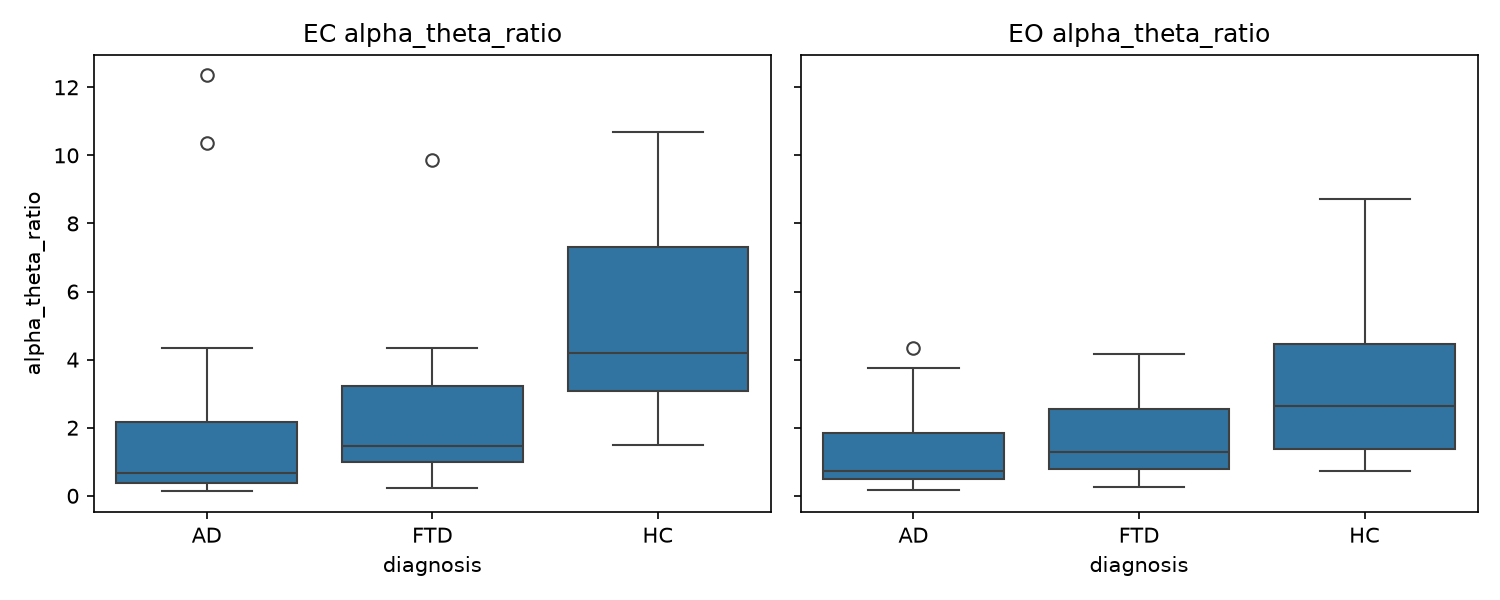 EC alpha_theta_ratio
EO alpha_theta_ratio
alpha_theta_ratio
12
10
8
6
4
2
0
AD FTD HC
AD FTD HC
diagnosis
diagnosis